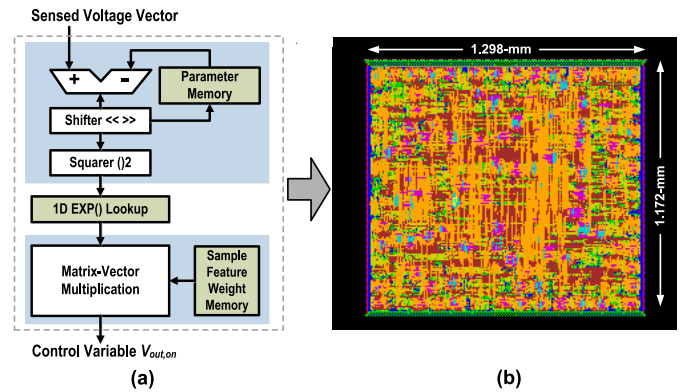 Sensed Voltage Vector
+
-
Parameter
Memory
Shifter << >>
Squarer ()2
1D EXP() Lookup
Matrix-Vector
Multiplication
Sample
Feature
Weight
Memory
Control Variable Vout,on
(a)
1.298-mm
1.172-mm
(b)